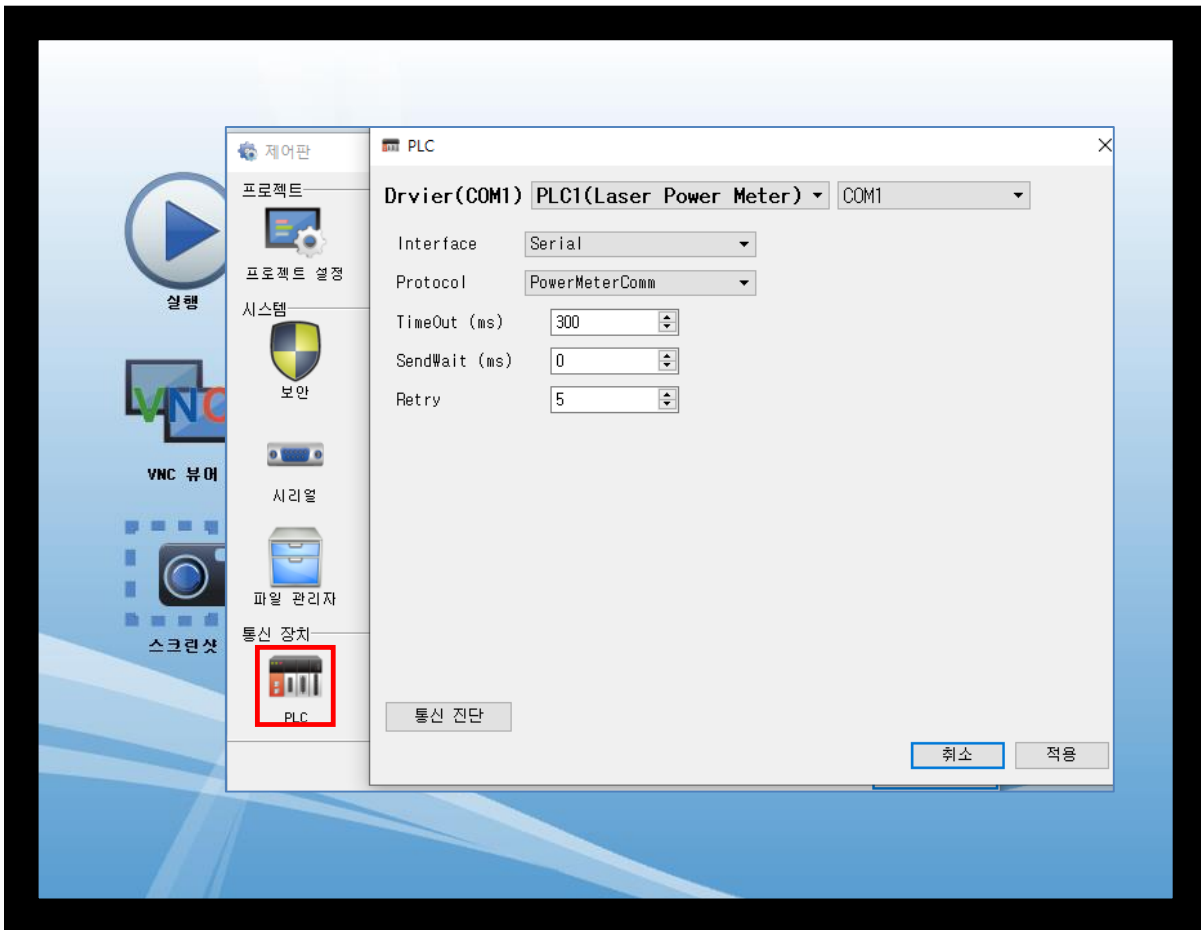 실행
VNC
VNC 뷰어
스크린샷
제어판
프로젝트
프로젝트 설정
시스템
보안
시리얼
파일 관리자
통신 장치
PLC
PLC
Drvier(COM1) PLC1(Laser Power Meter) COM1
Interface Serial
Protocol PowerMeterComm
TimeOut (ms) 300
SendWait (ms) 0
Retry 5
통신 진단
취소 적용